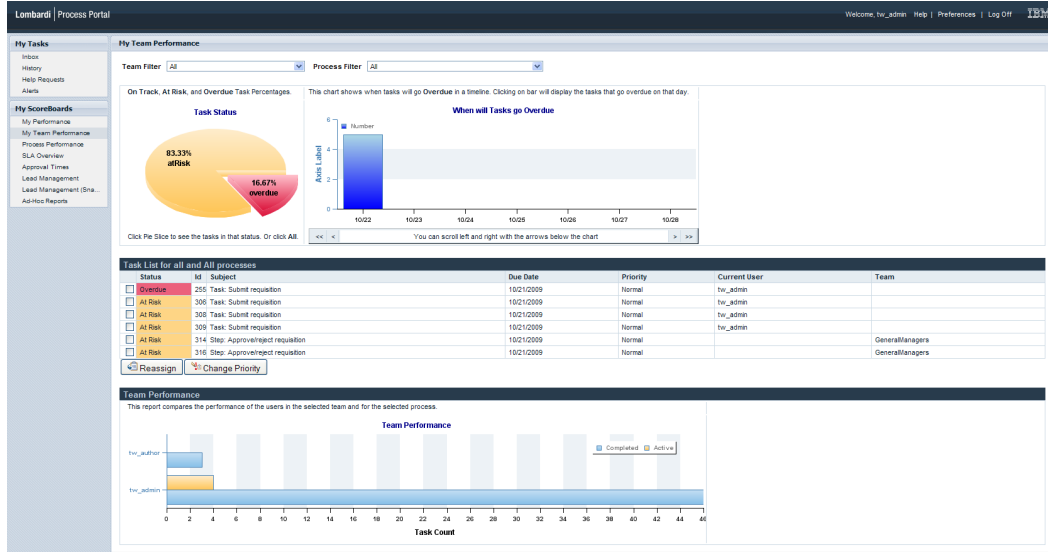 Lombardi | Process Portal
Welcome, tw_admin Help | Preferences | Log Off IBM
My Tasks
Inbox
History
Help Requests
Alerts
My ScoreBoards
My Performance
My Team Performance
Process Performance
SLA Overview
Approval Times
Lead Management
Lead Management (Sna...
Ad-Hoc Reports
My Team Performance
Team Filter All Process Filter All
On Track, At Risk, and Overdue Task Percentages.
Task Status
83.33%
atRisk
16.67%
overdue
Click Pie Slice to see the tasks in that status. Or click All.
This chart shows when tasks will go Overdue in a timeline. Clicking on bar will display the tasks that go overdue on that day.
When will Tasks go Overdue
Number
Axis Label
6
4
2
0
10/22 10/23 10/24 10/25 10/26 10/27 10/28
<< < You can scroll left and right with the arrows below the chart > >>
Task List for all and All processes
Status Id Subject Due Date Priority Current User Team
Overdue 255 Task: Submit requisition 10/21/2009 Normal tw_admin
At Risk 306 Task: Submit requisition 10/21/2009 Normal tw_admin
At Risk 308 Task: Submit requisition 10/21/2009 Normal tw_admin
At Risk 309 Task: Submit requisition 10/21/2009 Normal tw_admin
At Risk 314 Step: Approve/reject requisition 10/21/2009 Normal GeneralManagers
At Risk 316 Step: Approve/reject requisition 10/21/2009 Normal GeneralManagers
Reassign Change Priority
Team Performance
This report compares the performance of the users in the selected team and for the selected process.
Team Performance
Completed Active
tw_author
tw_admin
0 2 4 6 8 10 12 14 16 18 20 22 24 26 28 30 32 34 36 38 40 42 44 46
Task Count